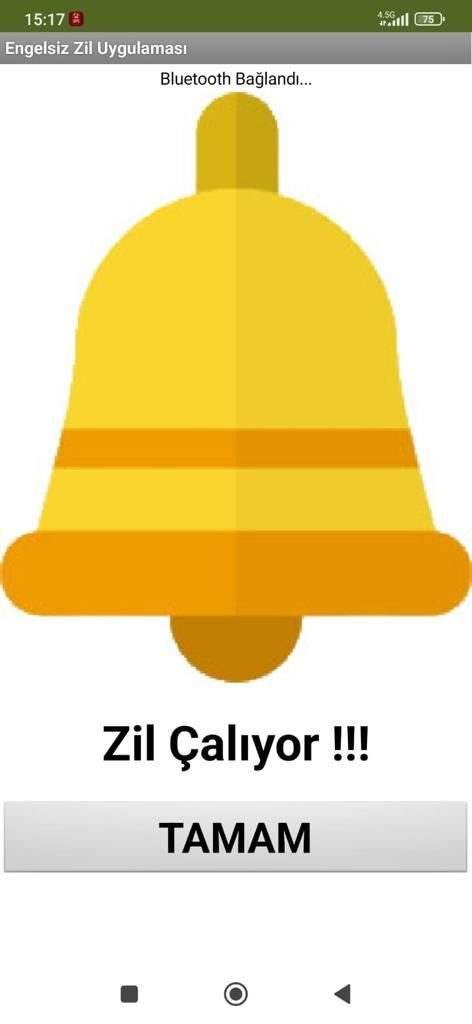 15:17 4.5G 75
Engelsiz Zil Uygulaması
Bluetooth Bağlandı...
Zil Çalıyor !!!
TAMAM